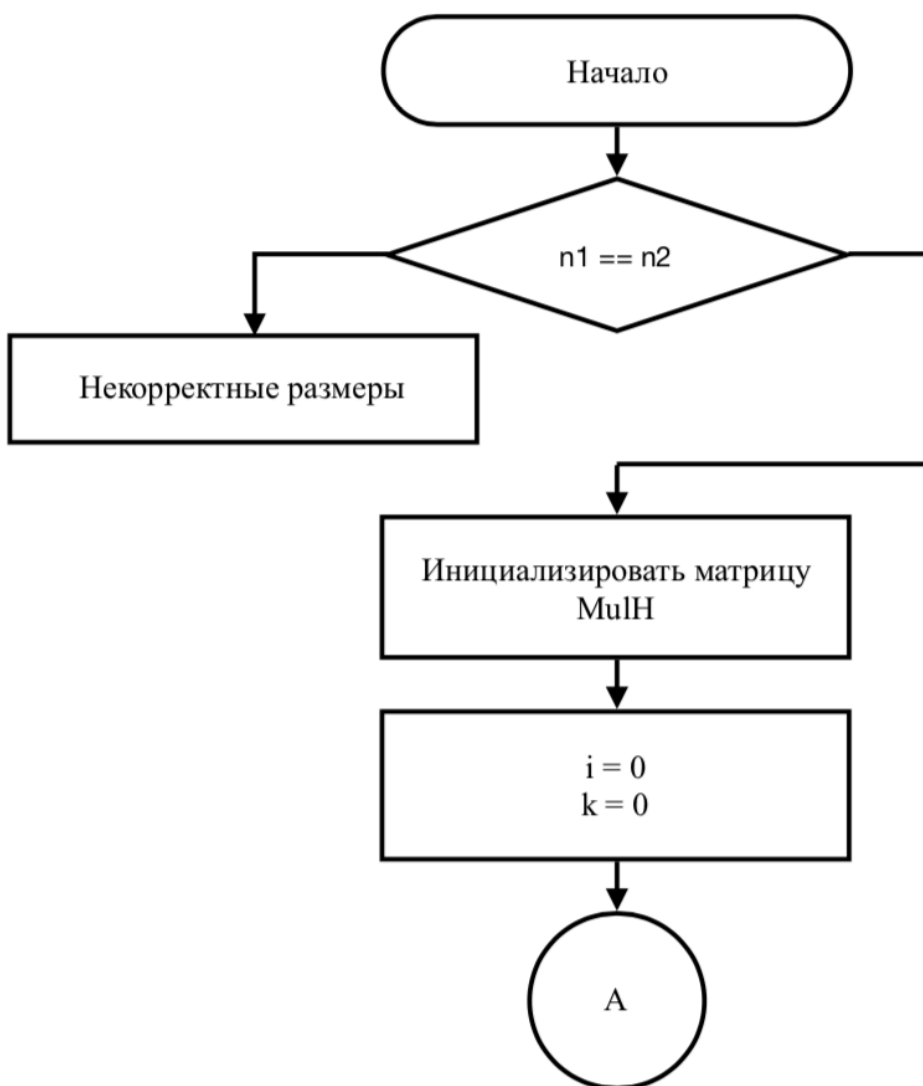 Начало
n1 == n2
Некорректные размеры
Инициализировать матрицу
MulH
i = 0
k = 0
A